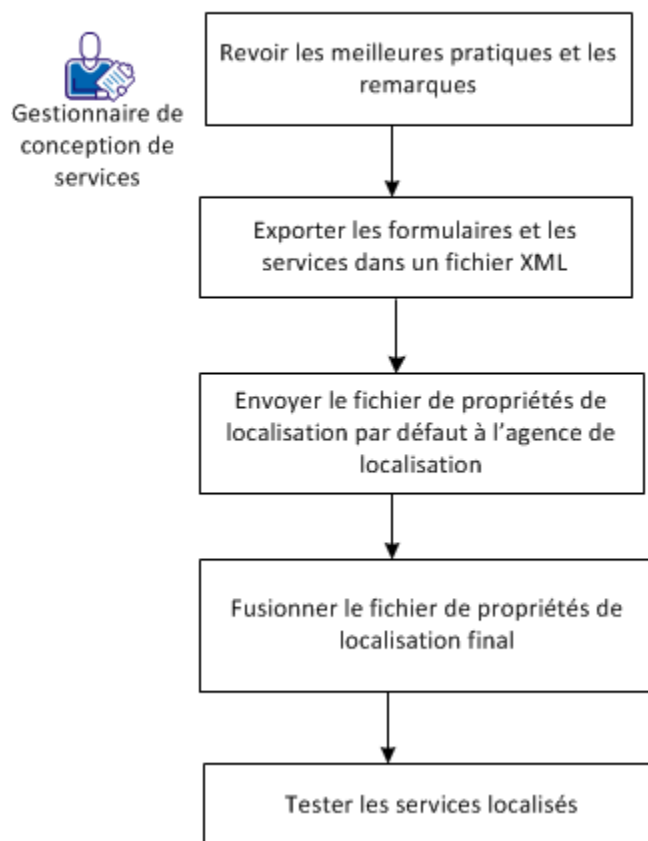 Gestionnaire de
conception de
services
Revoir les meilleures pratiques et les
remarques
Exporter les formulaires et les
services dans un fichier XML
Envoyer le fichier de propriétés de
localisation par défaut à l’agence de
localisation
Fusionner le fichier de propriétés de
localisation final
Tester les services localisés